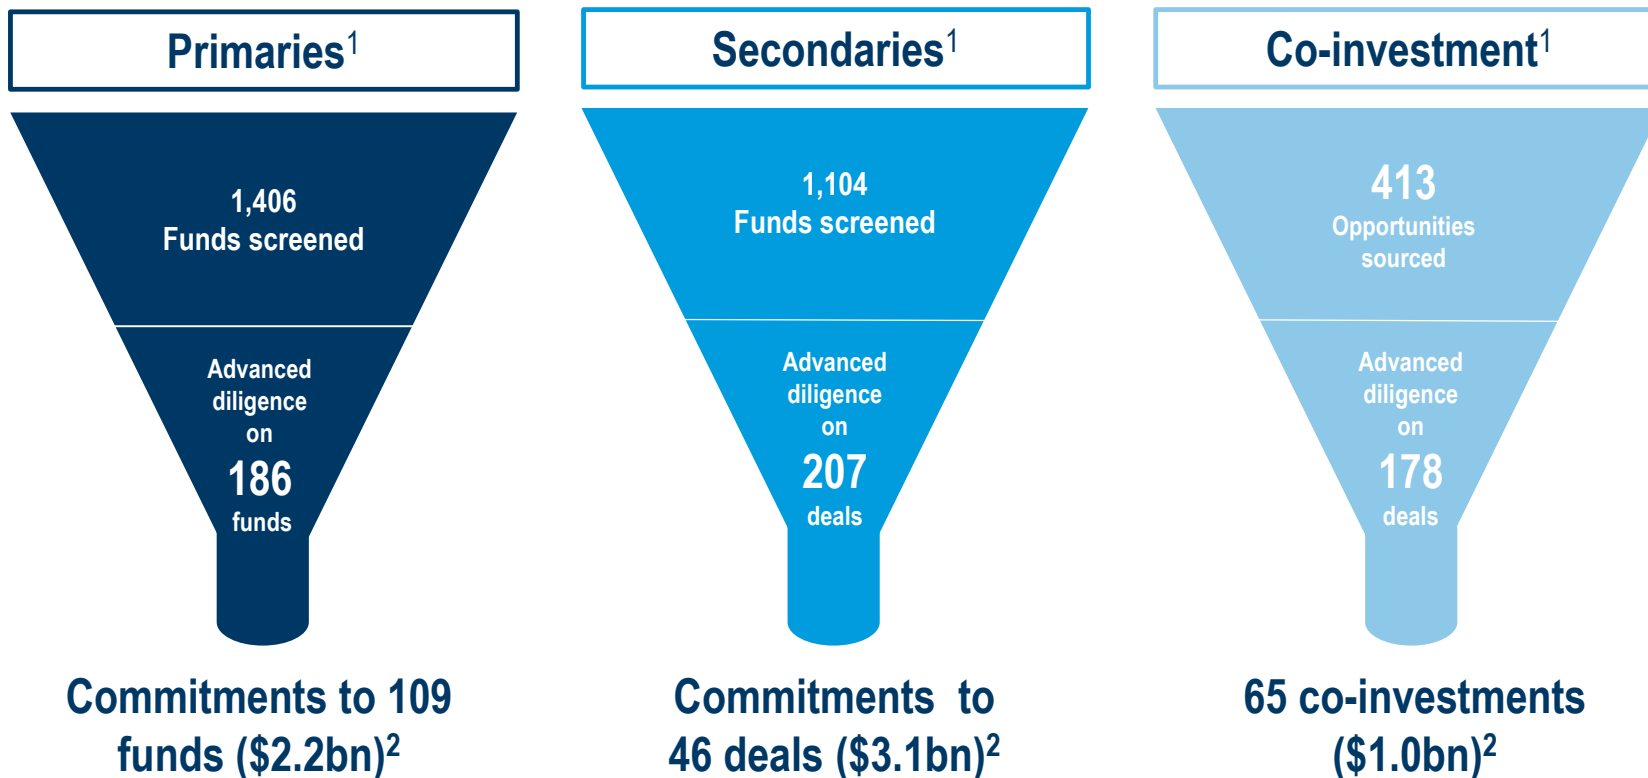 Primaries¹
1,406
Funds screened
Advanced
diligence
on
186
funds
Commitments to 109
funds ($2.2bn)²
Secondaries¹
1,104
Funds screened
Advanced
diligence
on
207
deals
Commitments to
46 deals ($3.1bn)²
Co-investment¹
413
Opportunities
sourced
Advanced
diligence
on
178
deals
65 co-investments
($1.0bn)²